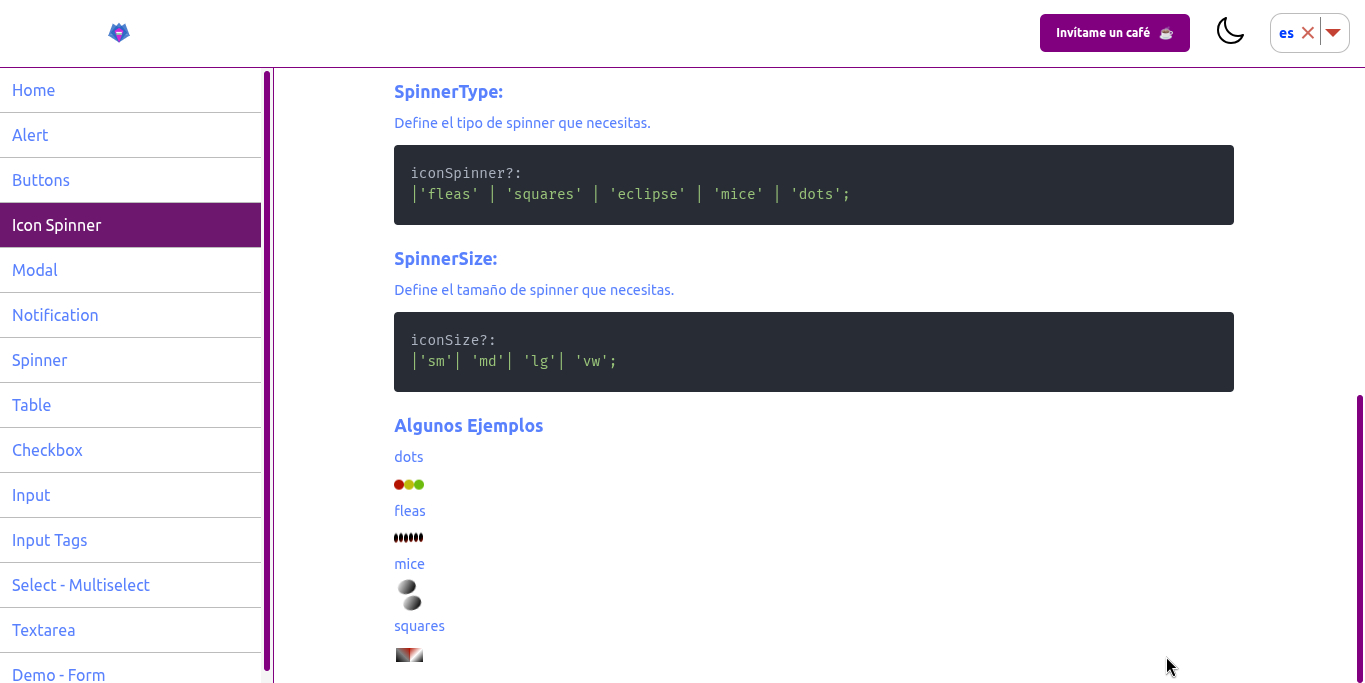 Invítame un café
es
Home
Alert
Buttons
Icon Spinner
Modal
Notification
Spinner
Table
Checkbox
Input
Input Tags
Select - Multiselect
Textarea
Demo - Form
SpinnerType:
Define el tipo de spinner que necesitas.
iconSpinner?:
|'fleas' | 'squares' | 'eclipse' | 'mice' | 'dots';
SpinnerSize:
Define el tamaño de spinner que necesitas.
iconSize?:
|'sm'| 'md'| 'lg'| 'vw';
Algunos Ejemplos
dots
fleas
mice
squares